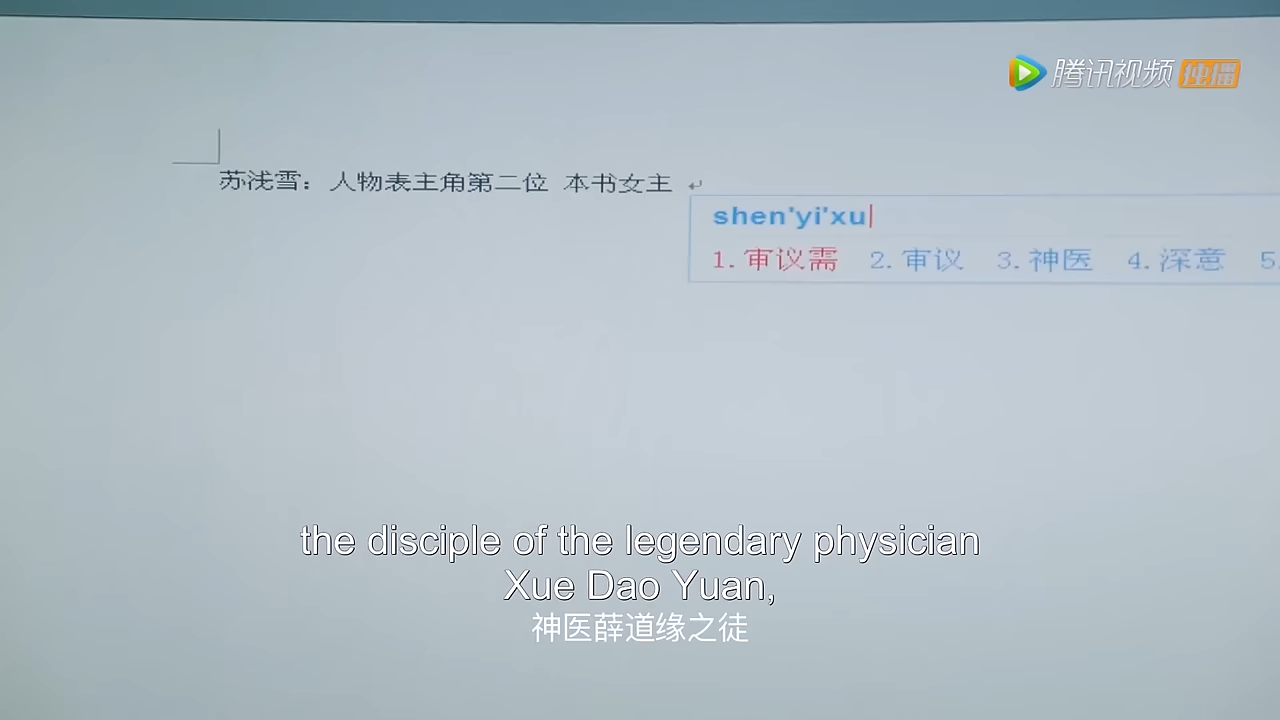 腾讯视频 独播
苏浅雪：人物表主角第二位 本书女主
shen'yi'xu
1.审议需 2.审议 3.神医 4.深意 5.
the disciple of the legendary physician
Xue Dao Yuan,
神医薛道缘之徒